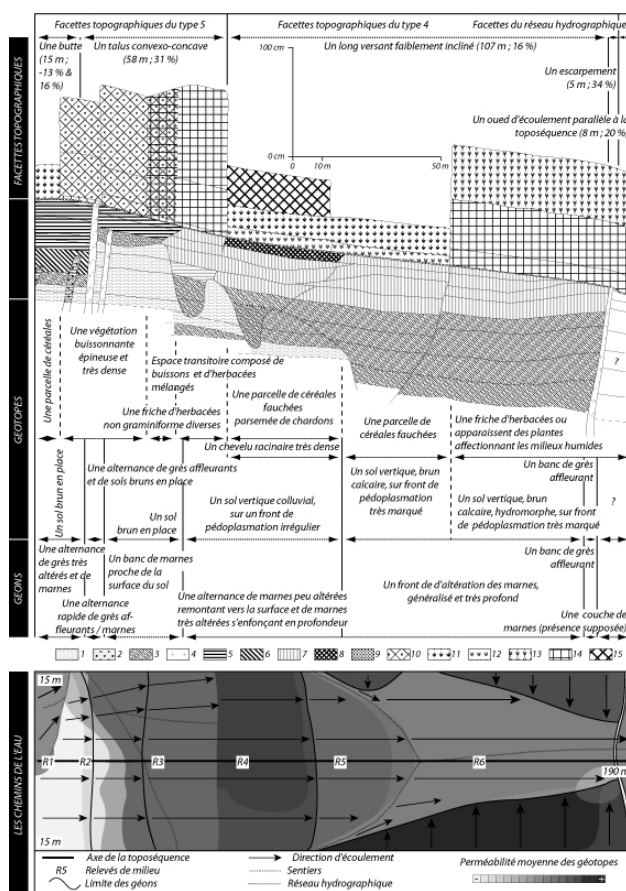 Facettes topographiques du type 5
Facettes topographiques du type 4
Facettes du réseau hydrographique
Une butte
(15 m ;
-13 % &
16 %)
Un talus convexo-concave
(58 m ; 31 %)
Un long versant faiblement incliné (107 m ; 16 %)
Un escarpement
(5 m ; 34 %)
Un oued d'écoulement parallèle à la
toposéquence (8 m ; 20 %)
100 cm
0 cm
0
10 m
50 m
FACETTES TOPOGRAPHIQUES
GÉOTOPES
Une parcelle de céréales
Une végétation
buissonnante
épineuse et
très dense
Espace transitoire composé de
buissons et d'herbacées
mélangés
Une friche d'herbacées
non graminiforme diverses
Une parcelle de céréales
fauchées
parsemée de chardons
Un chevelu racinaire très dense
Une parcelle de
céréales fauchées
Une friche d'herbacées ou
apparaissent des plantes
affectionnant les milieux humides
?
Un sol brun en place
Une alternance de grès affleurants
et de sols bruns en place
Un sol
brun en place
Un sol vertique colluvial,
sur un front de
pédoplasmation irrégulier
Un sol vertique, brun
calcaire, sur front de
pédoplasmation
très marqué
Un banc de grès
affleurant
Un sol vertique, brun
calcaire, hydromorphe, sur front
de pédoplasmation très marqué
?
GÉONS
Une alternance
de grès très
altérés et de
marnes
Un banc de marnes
proche de la
surface du sol
Une alternance
rapide de grès af-
fleurants / marnes
Une alternance de marnes peu altérées
remontant vers la surface et de marnes
très altérées s'enfonçant en profondeur
Un front de d'altération des marnes,
généralisé et très profond
Un banc de grès
affleurant
Une couche de
marnes (présence supposée)
1 2 3 4 5 6 7 8 9 10 11 12 13 14 15
LES CHEMINS DE L'EAU
15 m
R1 R2 R3 R4 R5 R6
190 m
15 m
Axe de la toposéquence
R5 Relevés de milieu
Limite des géons
Direction d'écoulement
Sentiers
Réseau hydrographique
Perméabilité moyenne des géotopes
- +